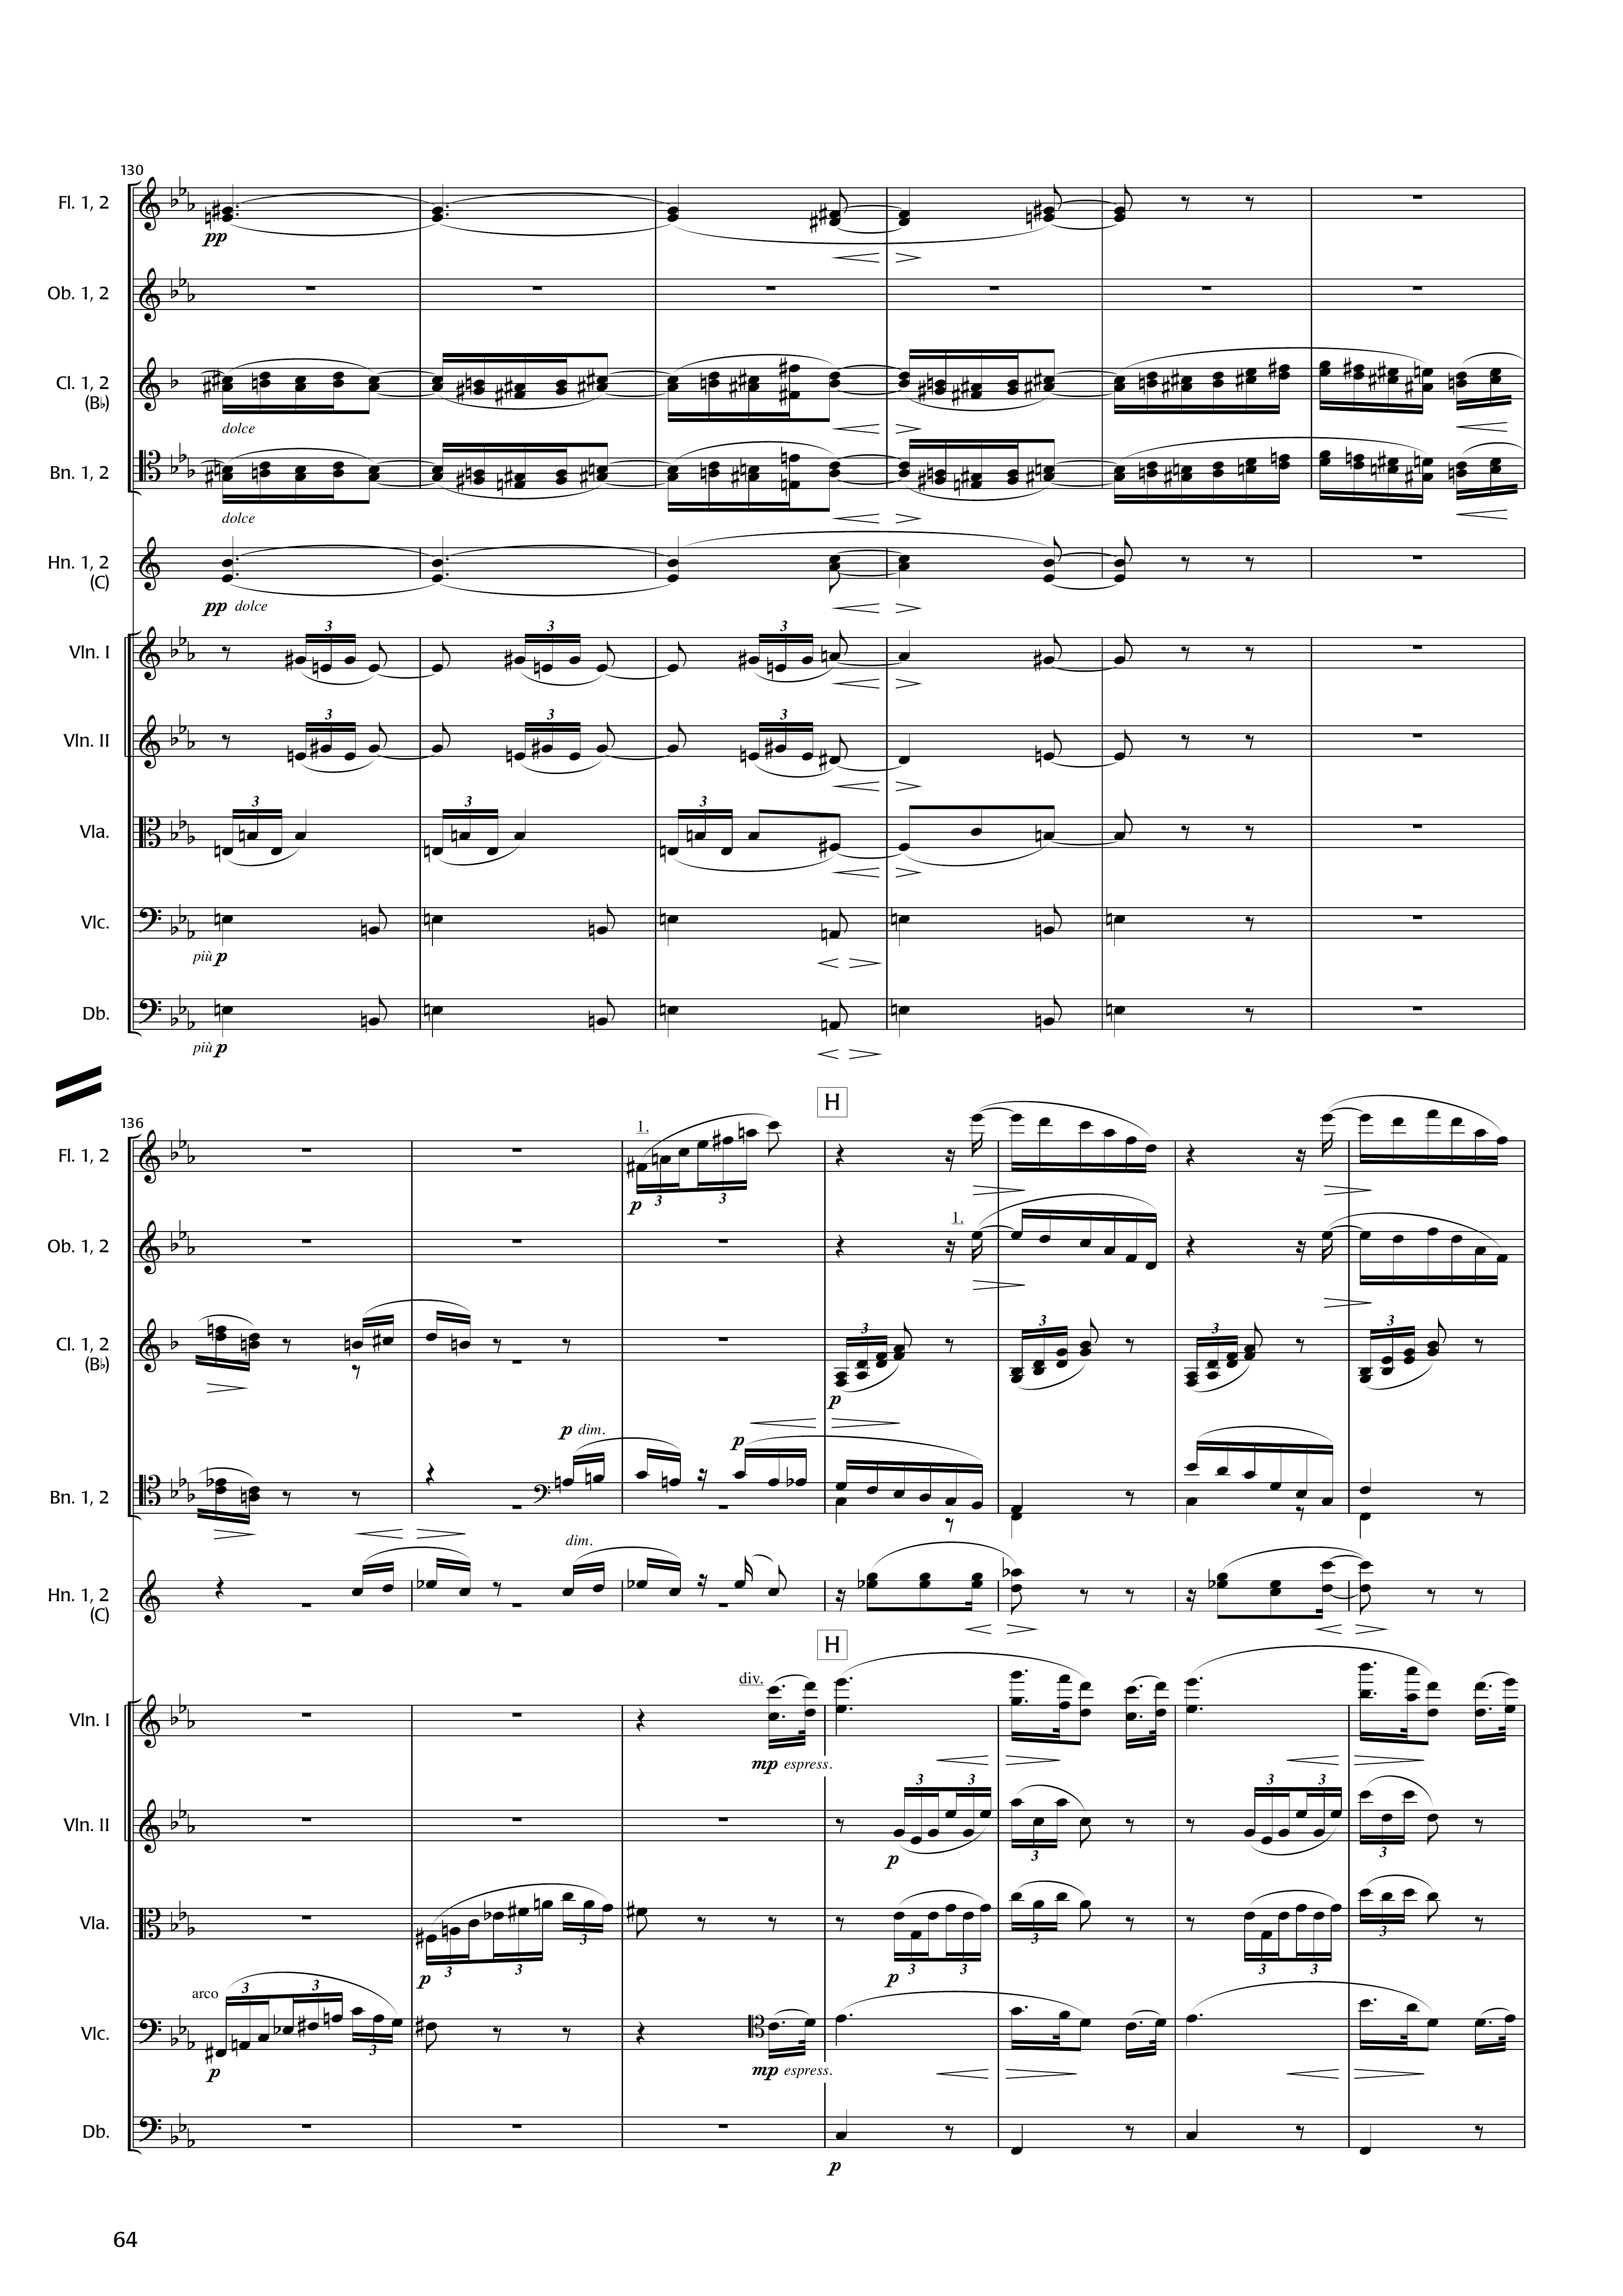 130
Fl. 1, 2
pp
Ob. 1, 2
Cl. 1, 2
(B♭)
dolce
Bn. 1, 2
dolce
Hn. 1, 2
(C)
pp dolce
Vln. I
3 3 3
Vln. II
3 3 3
Vla.
3 3 3
Vlc.
più p
Db.
più p
H
136
Fl. 1, 2
1.
p 3 3
Ob. 1, 2
1.
Cl. 1, 2
(B♭)
3 3 3 3
p
p dim.
p
Bn. 1, 2
dim.
Hn. 1, 2
(C)
H
div.
Vln. I
mp espress.
Vln. II
3 3 3 3
p 3 3
Vla.
3 3 3 3 3 3 3 3 3
p p
arco
Vlc.
3 3 3
p mp espress.
Db.
p
64